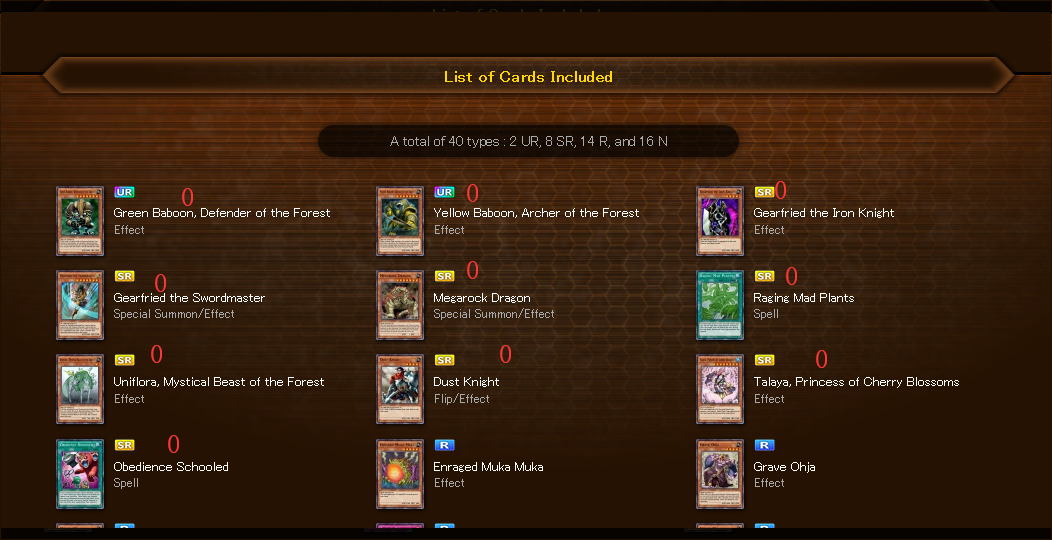 List of Cards Included
A total of 40 types : 2 UR, 8 SR, 14 R, and 16 N
UR 0
Green Baboon, Defender of the Forest
Effect
UR 0
Yellow Baboon, Archer of the Forest
Effect
SR 0
Gearfried the Iron Knight
Effect
SR 0
Gearfried the Swordmaster
Special Summon/Effect
SR 0
Megarock Dragon
Special Summon/Effect
SR 0
Raging Mad Plants
Spell
SR 0
Uniflora, Mystical Beast of the Forest
Effect
SR 0
Dust Knight
Flip/Effect
SR 0
Talaya, Princess of Cherry Blossoms
Effect
SR 0
Obedience Schooled
Spell
R
Enraged Muka Muka
Effect
R
Grave Ohja
Effect